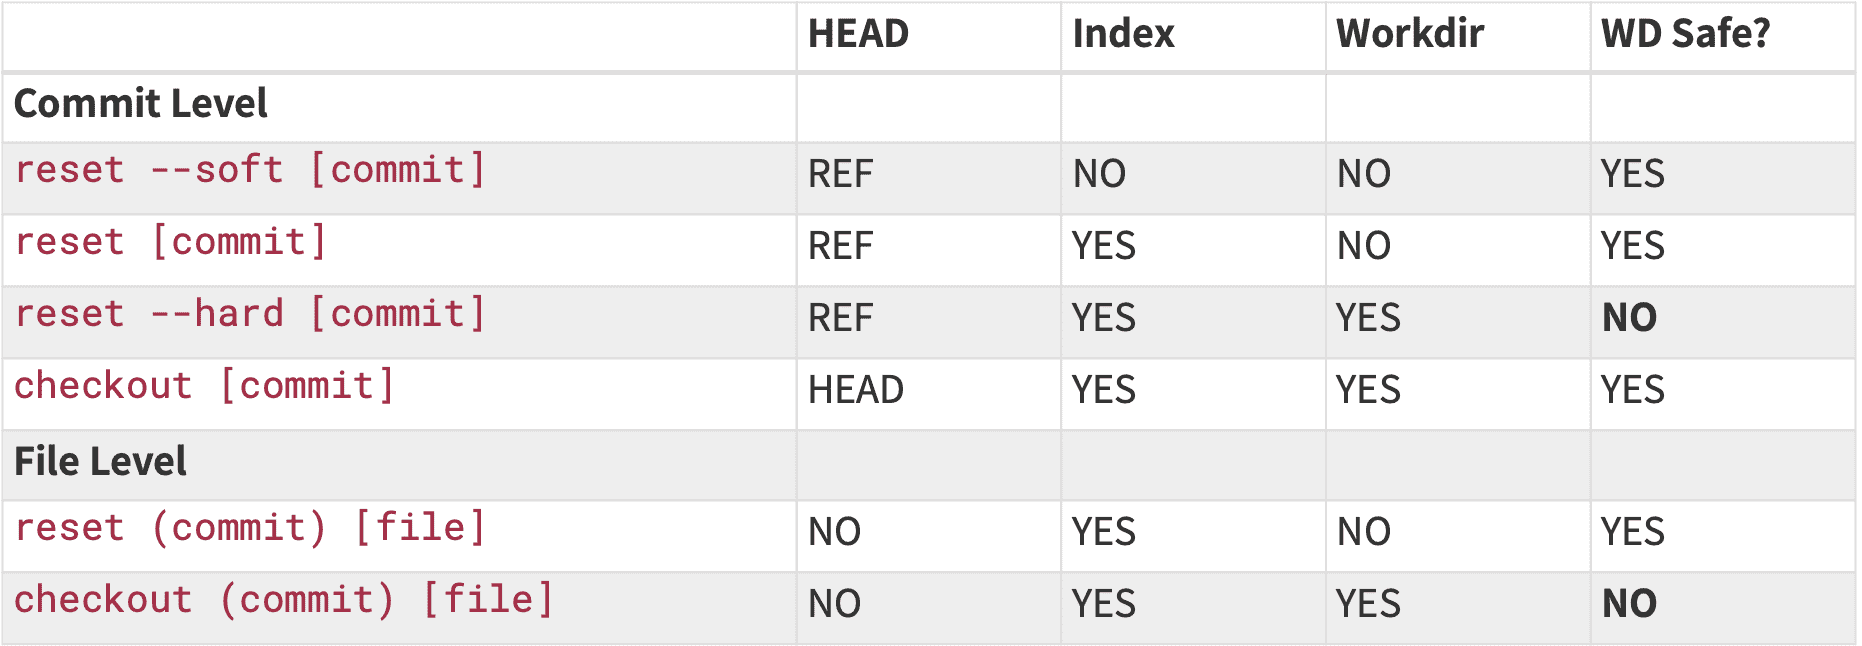 HEAD Index Workdir WD Safe?
Commit Level
reset --soft [commit] REF NO NO YES
reset [commit] REF YES NO YES
reset --hard [commit] REF YES YES NO
checkout [commit] HEAD YES YES YES
File Level
reset (commit) [file] NO YES NO YES
checkout (commit) [file] NO YES YES NO